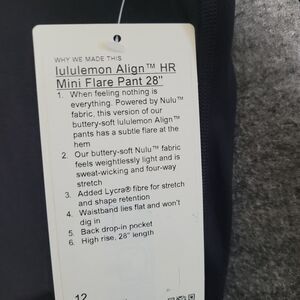 WHY WE MADE THIS
lululemon Align™ HR
Mini Flare Pant 28"
1. When feeling nothing is
everything. Powered by Nulu™
fabric, this version of our
buttery-soft lululemon Align™
pants has a subtle flare at the
hem
2. Our buttery-soft Nulu™ fabric
feels weightlessly light and is
sweat-wicking and four-way
stretch
3. Added Lycra® fibre for stretch
and shape retention
4. Waistband lies flat and won't
dig in
5. Back drop-in pocket
6. High rise, 28" length
12